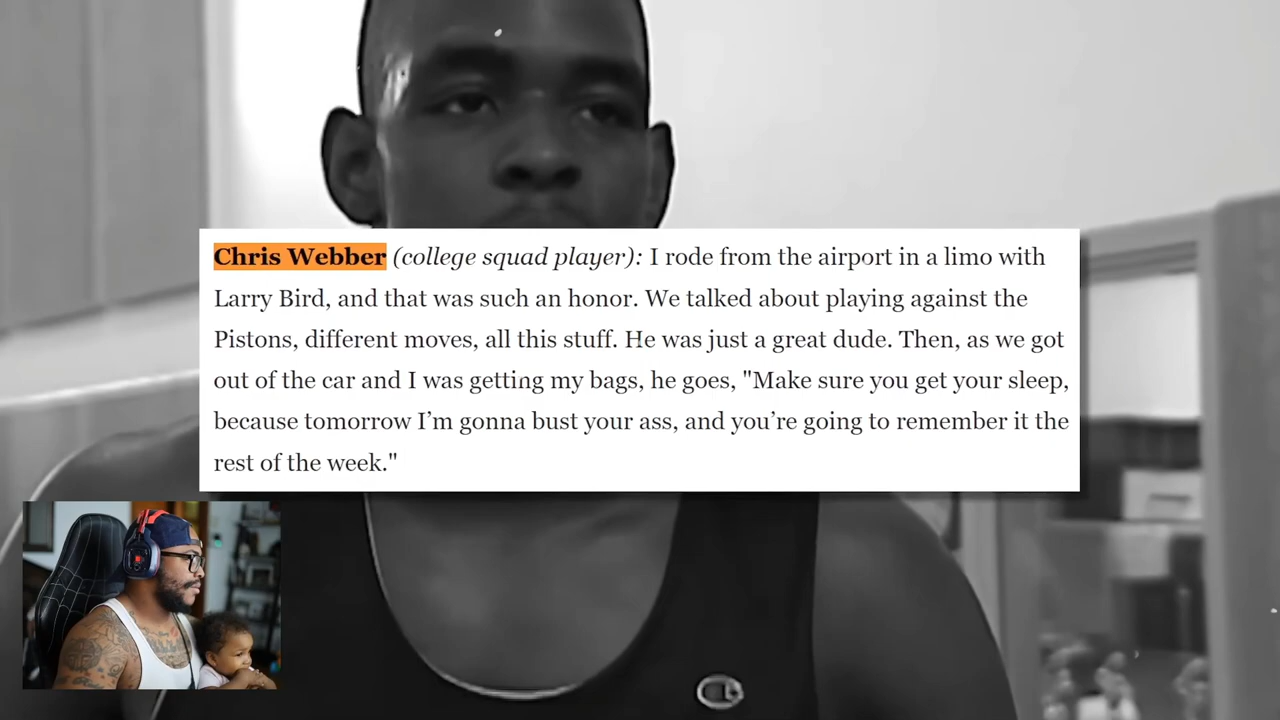 Chris Webber (college squad player): I rode from the airport in a limo with
Larry Bird, and that was such an honor. We talked about playing against the
Pistons, different moves, all this stuff. He was just a great dude. Then, as we got
out of the car and I was getting my bags, he goes, "Make sure you get your sleep,
because tomorrow I’m gonna bust your ass, and you’re going to remember it the
rest of the week."